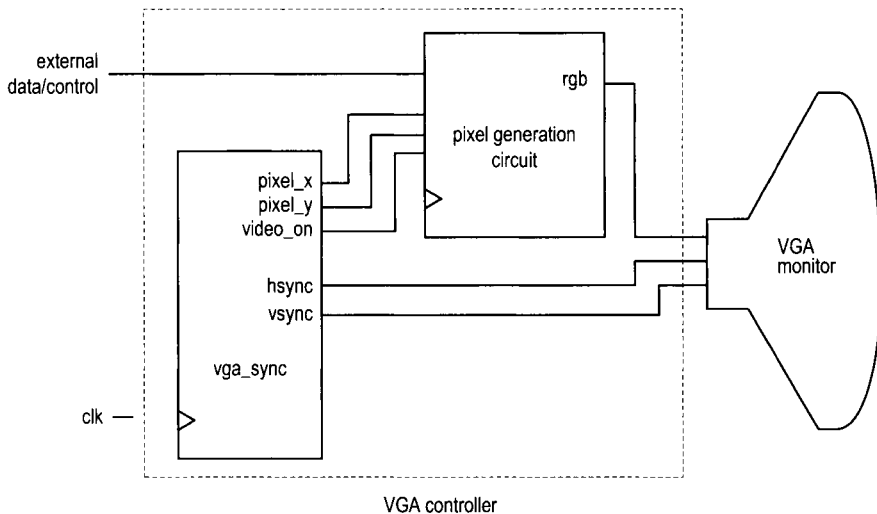 external
data/control
rgb
pixel generation
circuit
pixel_x
pixel_y
video_on
hsync
vsync
vga_sync
clk
VGA
monitor
VGA controller